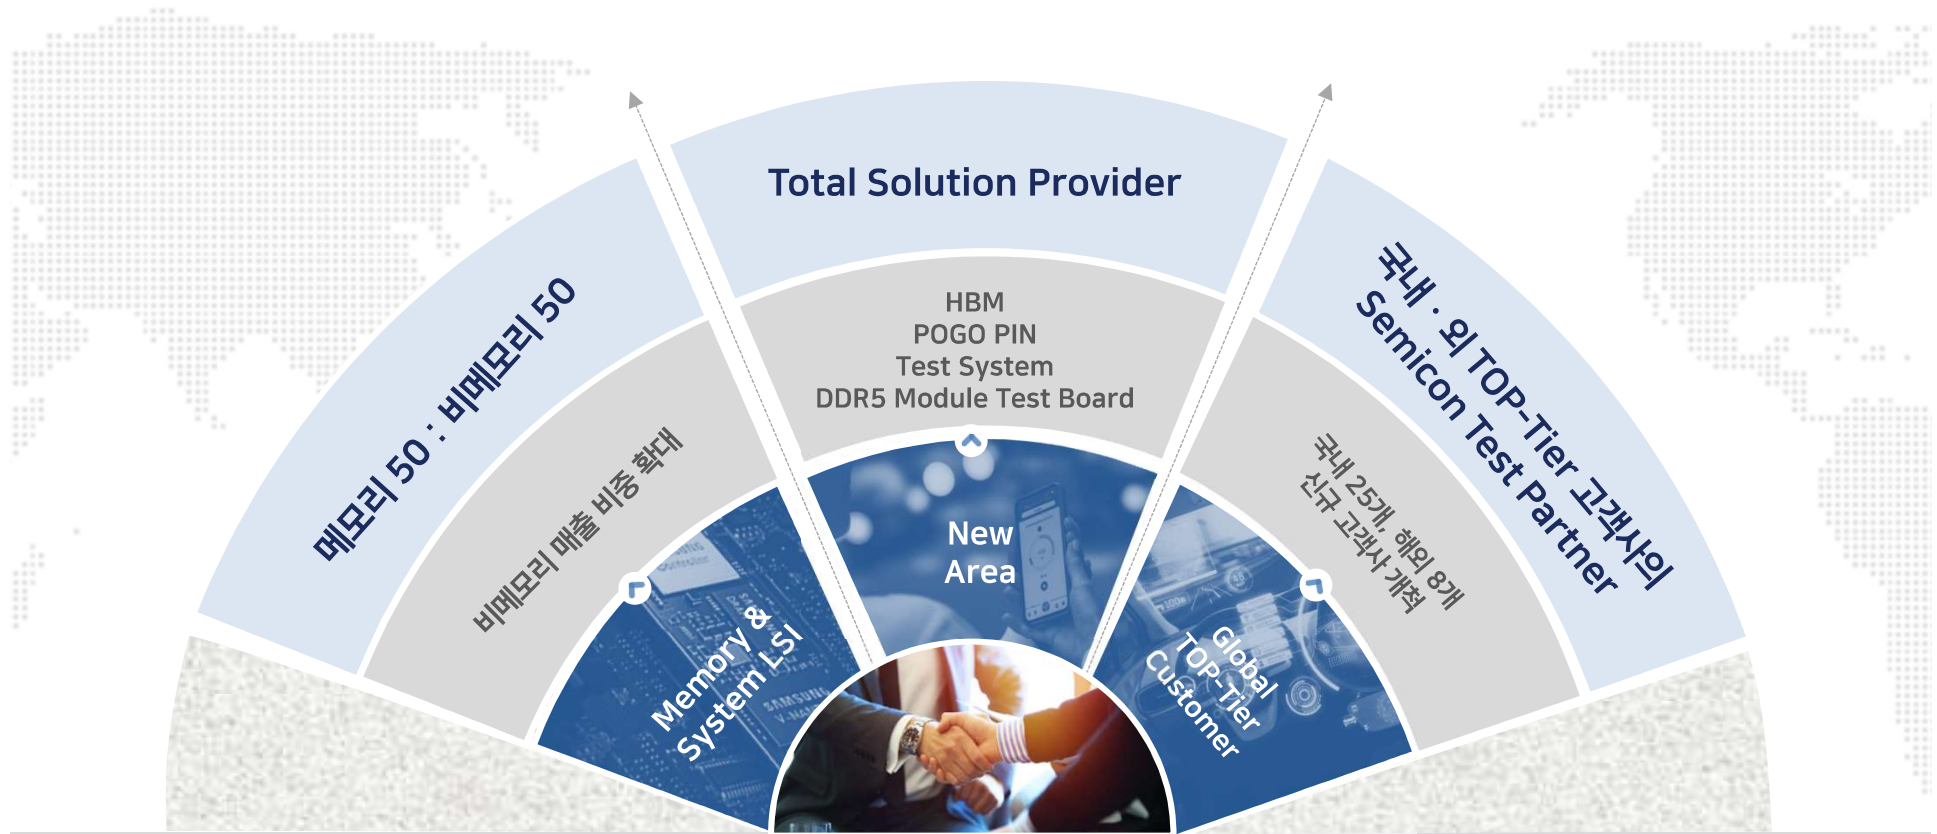 Total Solution Provider
HBM
POGO PIN
Test System
DDR5 Module Test Board
New
Area
메모리 50 : 비메모리 50
비메모리 매출 비중 확대
Memory &
System LSI
SAMSUNG
V-NAND
국내 · 외 TOP-Tier 고객사의
Semicon Test Partner
국내 25개, 해외 8개
신규 고객사 개척
Global
TOP-Tier
Customer